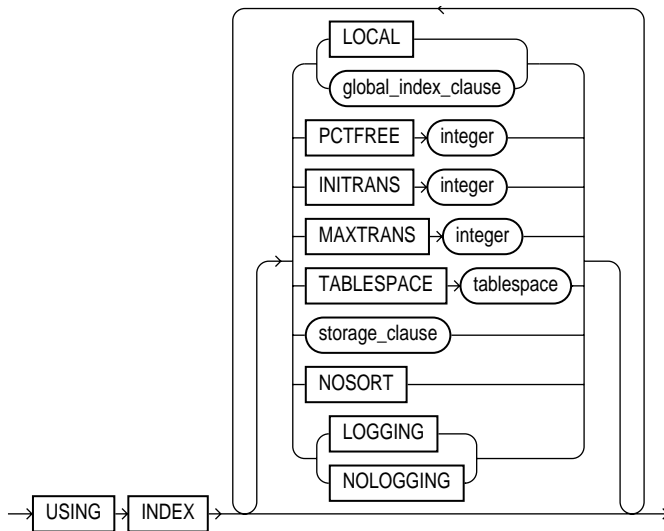 LOCAL
global_index_clause
PCTFREE integer
INITRANS integer
MAXTRANS integer
TABLESPACE tablespace
storage_clause
NOSORT
LOGGING
NOLOGGING
USING INDEX